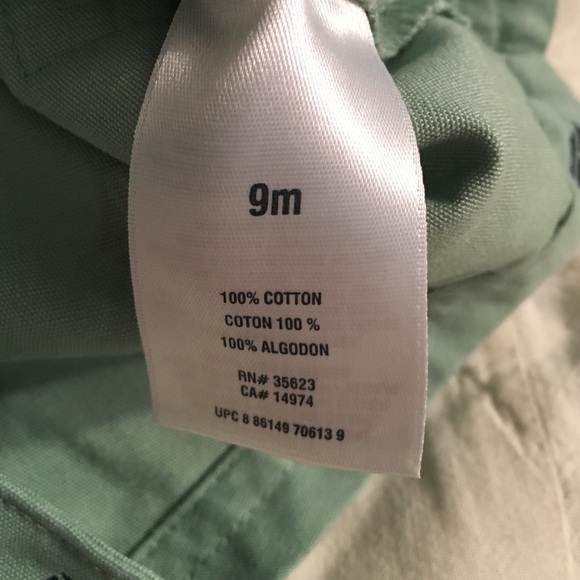 9m
100% COTTON
COTON 100 %
100% ALGODON
RN# 35623
CA# 14974
UPC 8 86149 70613 9